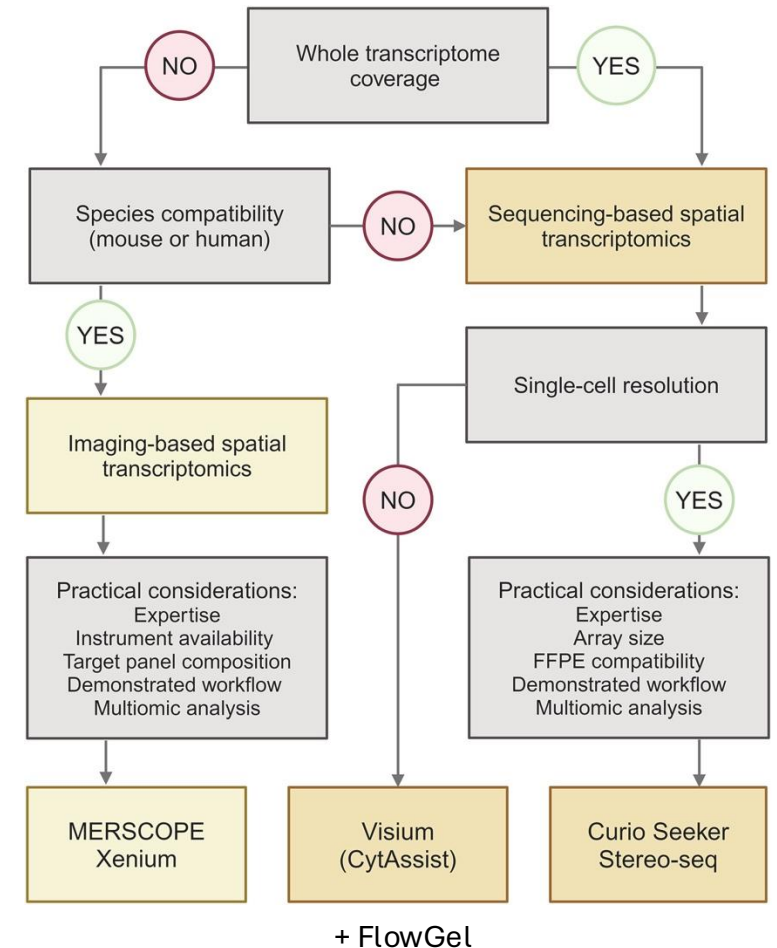 Whole transcriptome
coverage
NO
YES
Species compatibility
(mouse or human)
NO
Sequencing-based spatial
transcriptomics
YES
Single-cell resolution
Imaging-based spatial
transcriptomics
NO
YES
Practical considerations:
Expertise
Instrument availability
Target panel composition
Demonstrated workflow
Multiomic analysis
Practical considerations:
Expertise
Array size
FFPE compatibility
Demonstrated workflow
Multiomic analysis
MERSCOPE
Xenium
Visium
(CytAssist)
Curio Seeker
Stereo-seq
+ FlowGel